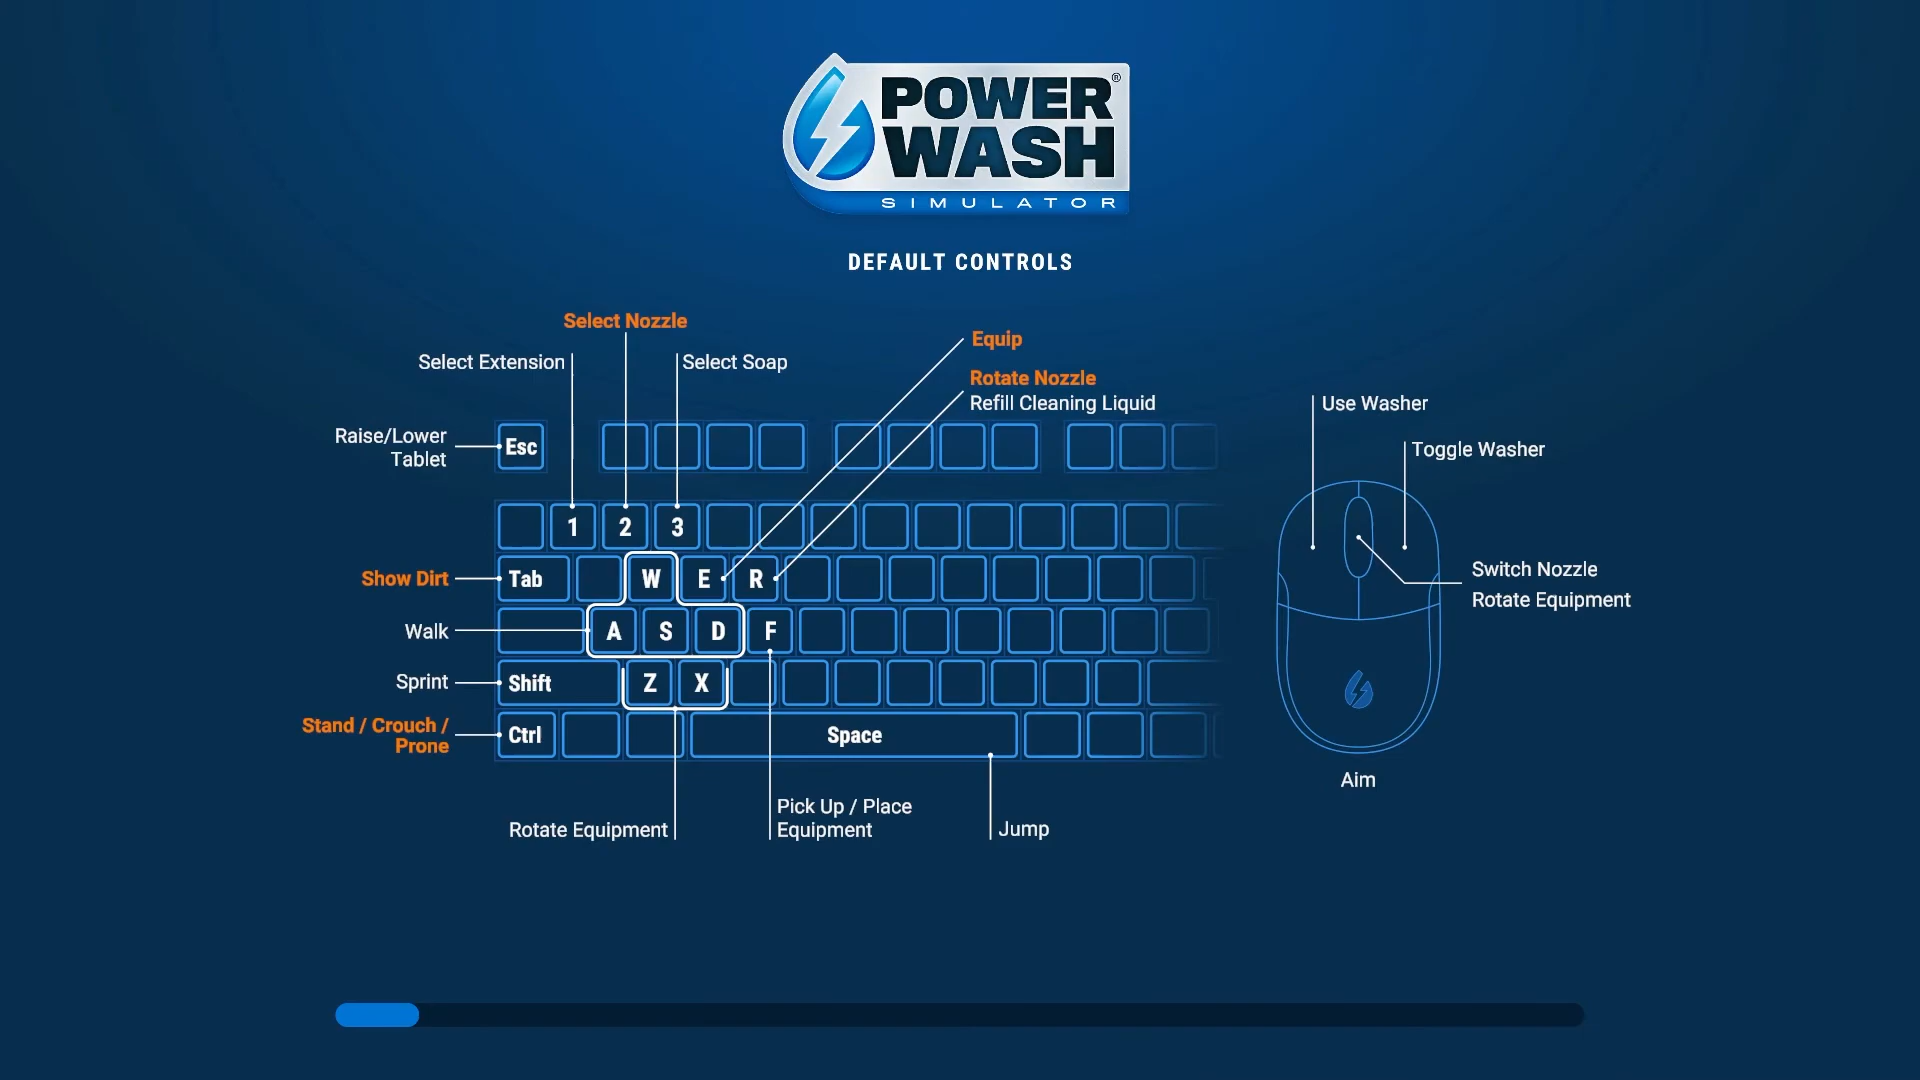 POWER®
WASH
SIMULATOR
DEFAULT CONTROLS
Select Nozzle
Select Extension
Select Soap
Equip
Rotate Nozzle
Refill Cleaning Liquid
Use Washer
Toggle Washer
Raise/Lower
Tablet
Esc
1 2 3
Show Dirt
Tab W E R
Switch Nozzle
Rotate Equipment
Walk
A S D F
Sprint
Shift Z X
Stand / Crouch /
Prone
Ctrl Space
Aim
Rotate Equipment
Pick Up / Place
Equipment
Jump